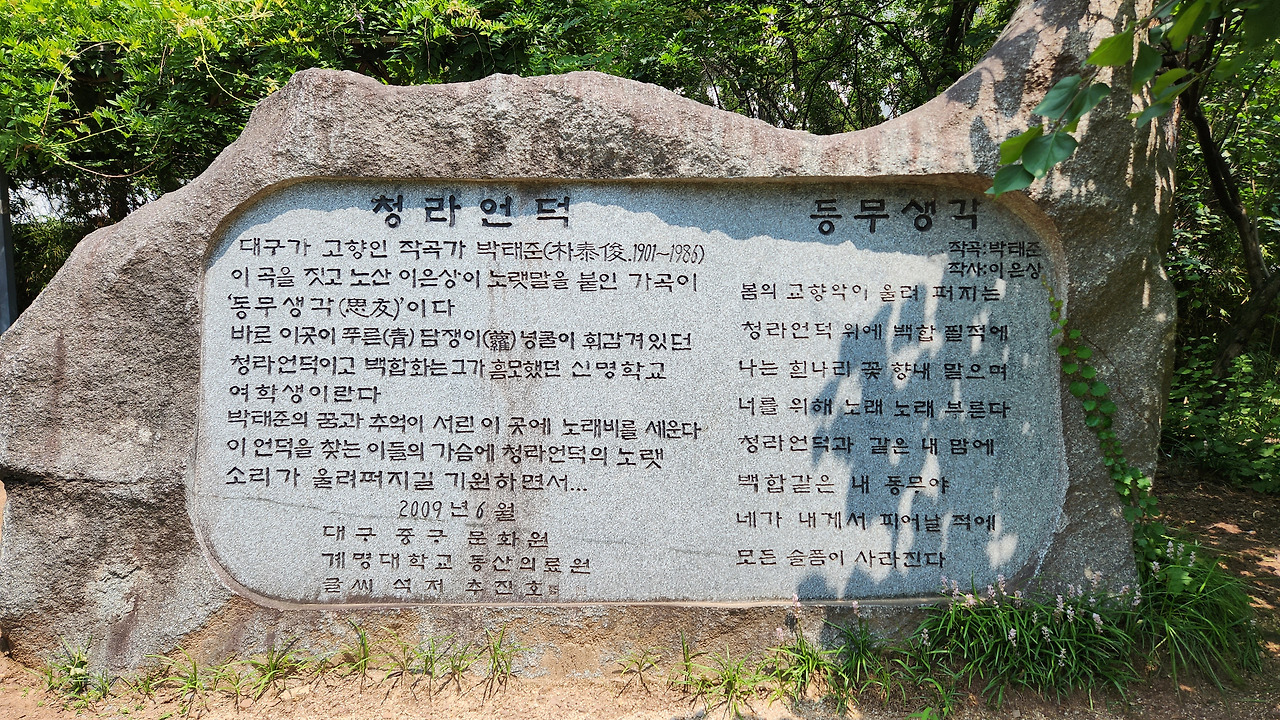 청라언덕
대구가 고향인 작곡가 박태준(朴泰俊.1901~1986)
이 곡을 짓고 노산 이은상이 노랫말을 붙인 가곡이
'동무생각(思友)'이다
바로 이곳이 푸른(靑) 담쟁이(蘿)넝쿨이 휘감겨있던
청라언덕이고 백합화는그가 흠모했던 신명학교
여학생이란다
박태준의 꿈과 추억이 서린 이 곳에 노래비를 세운다
이 언덕을 찾는 이들의 가슴에 청라언덕의 노랫
소리가 울려퍼지길 기원하면서...
2009년 6월
대구 중구 문화원
계명대학교 동산의료원
글씨 석저 추진호
동무생각
작곡:박태준
작사:이은상
봄의 교향악이 울려 퍼지는
청라언덕 위에 백합 필적에
나는 흰나리 꽃 향내 맡으며
너를 위해 노래 노래 부른다
청라언덕과 같은 내 맘에
백합같은 내 동무야
네가 내게서 피어날 적에
모든 슬픔이 사라진다